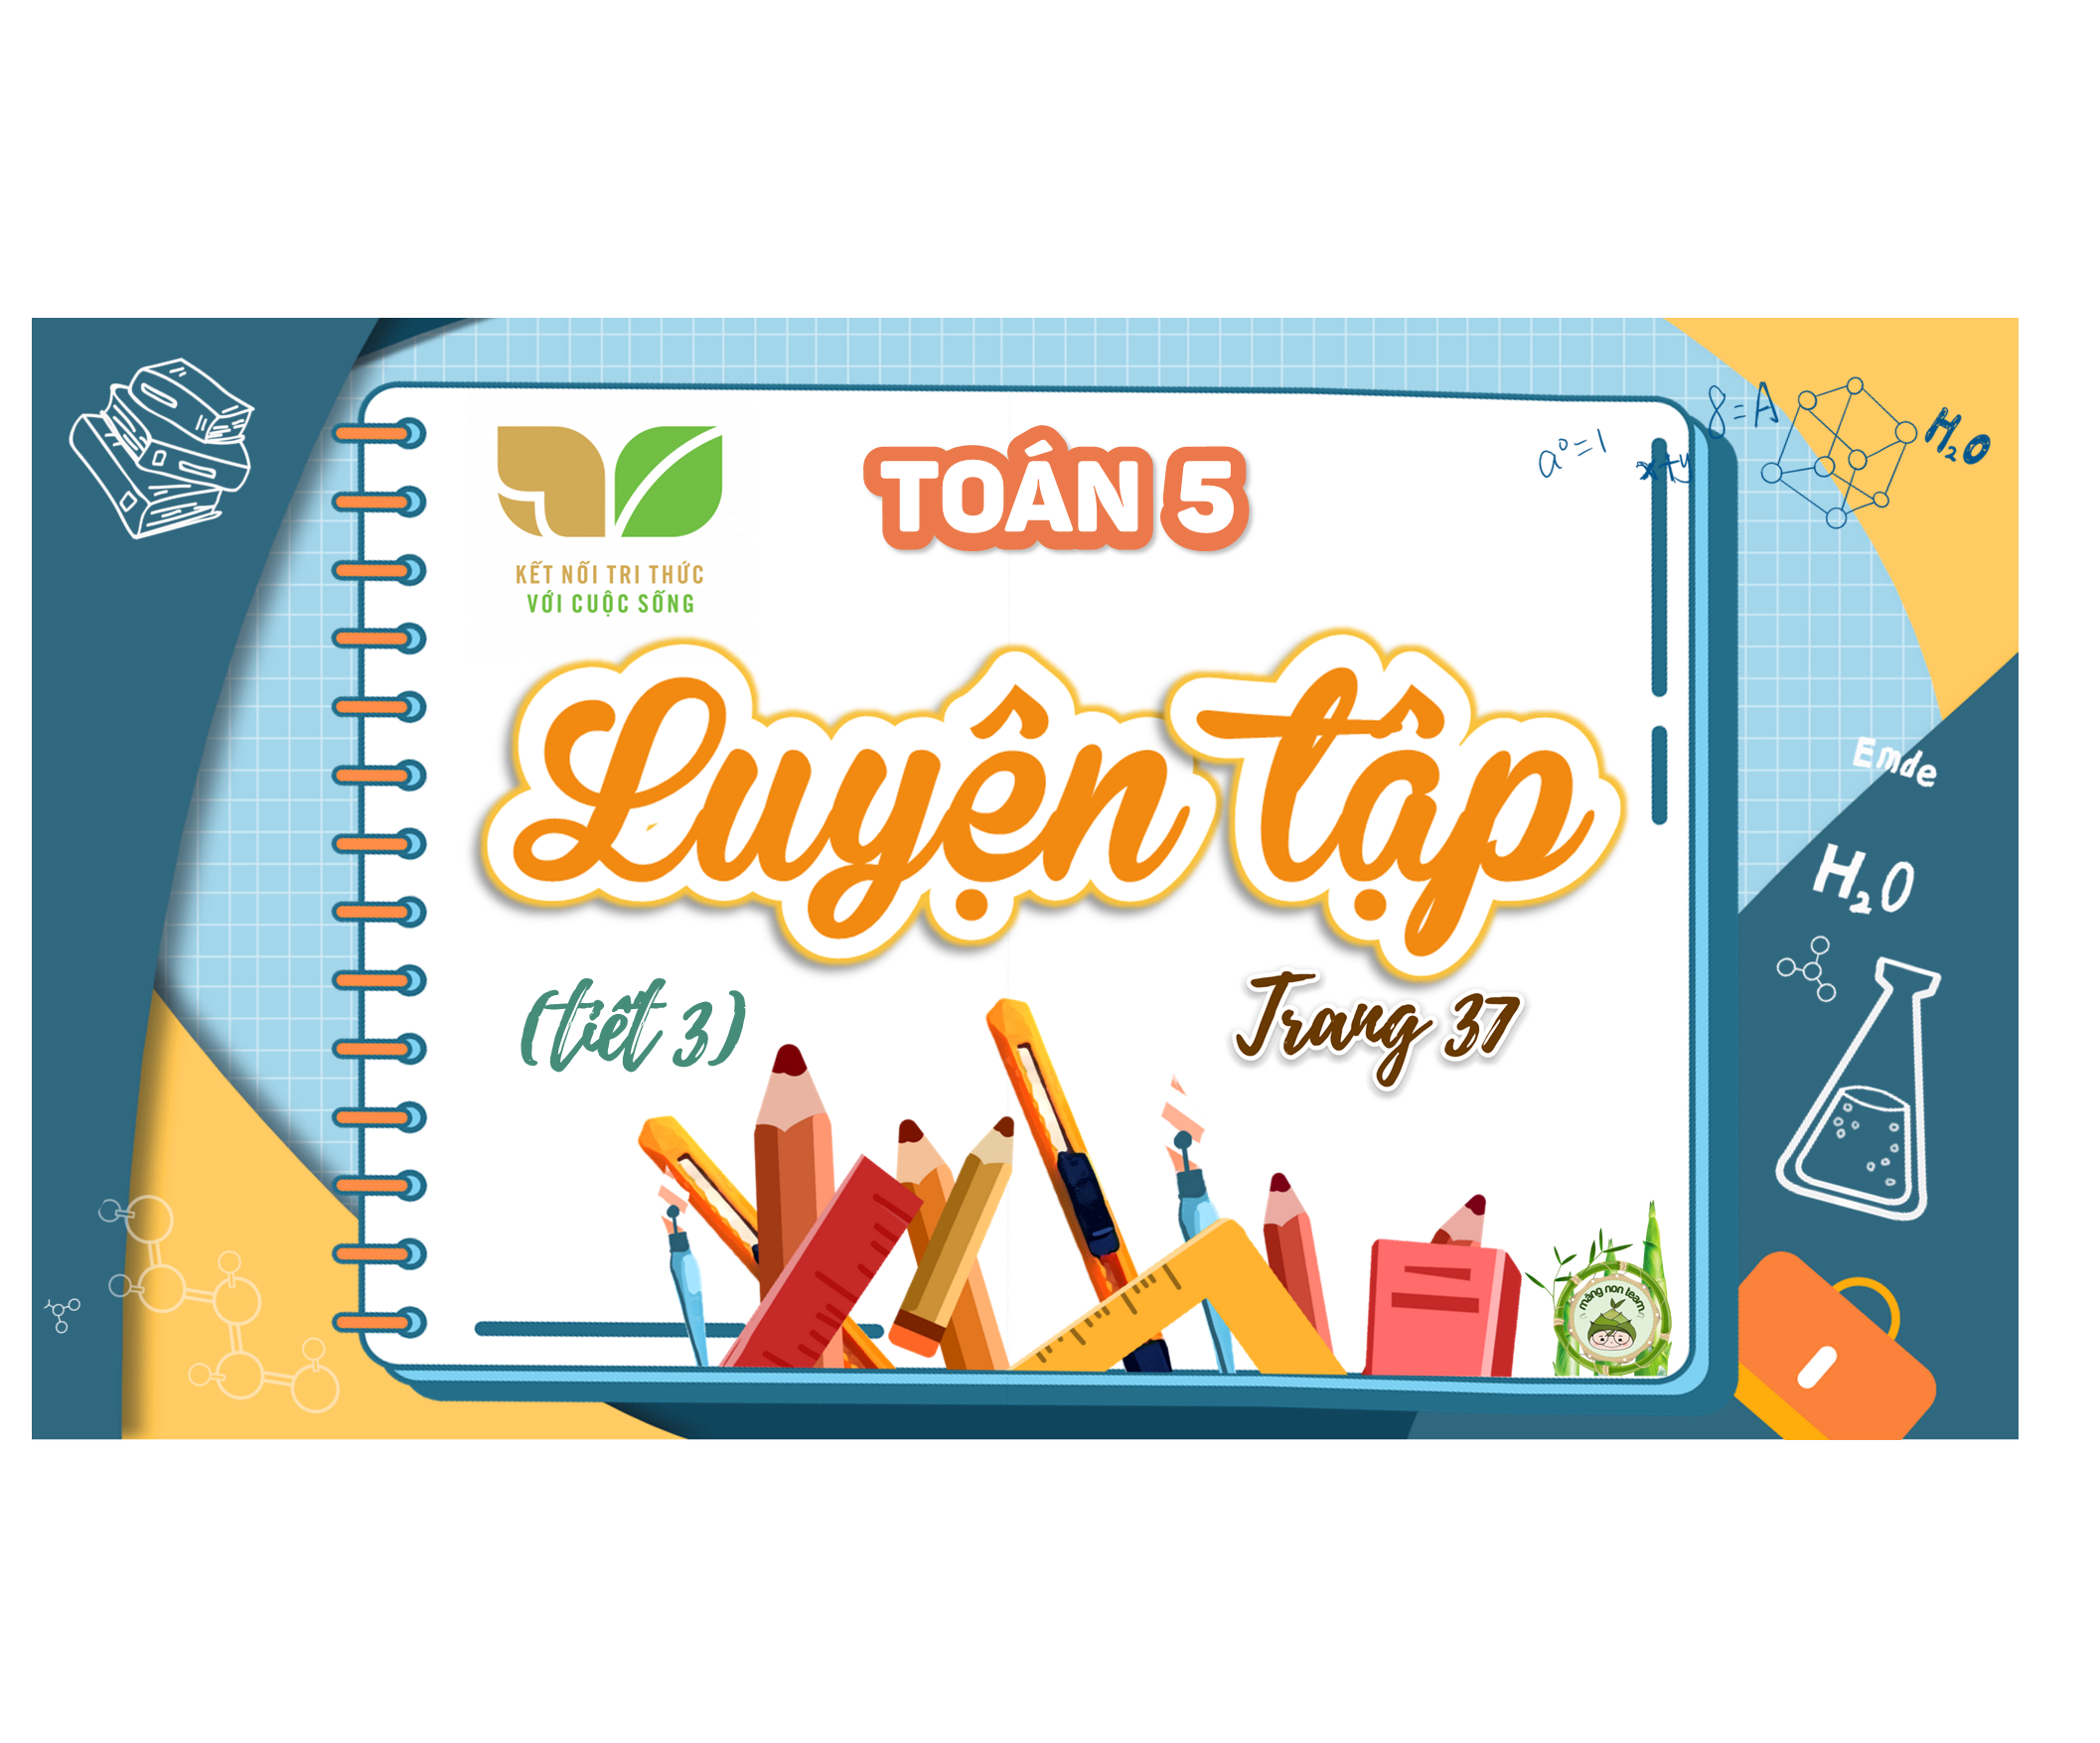 TOÁN 5
KẾT NỐI TRI THỨC
VỚI CUỘC SỐNG
Luyện tập
(tiết 3)
Trang 37
a⁰=1
x+y
8=A
H₂O
Emde
H₂O
măng non team